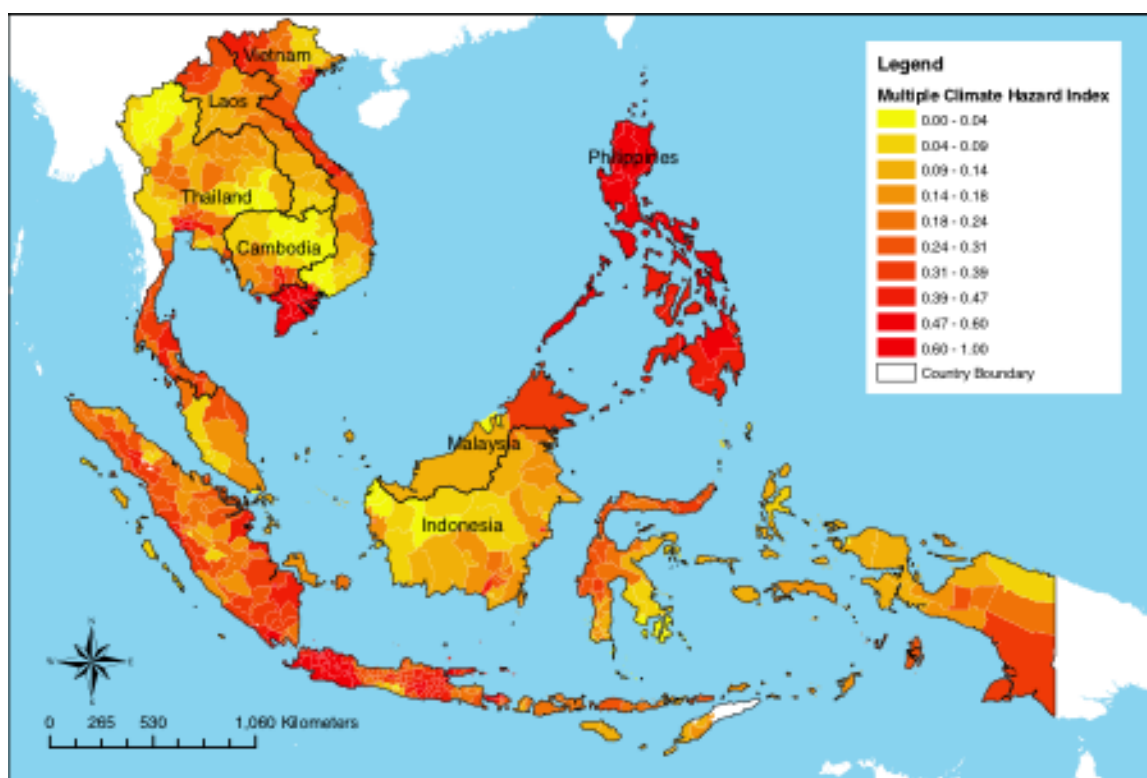 Vietnam
Laos
Thailand
Cambodia
Philippines
Malaysia
Indonesia
Legend
Multiple Climate Hazard Index
0.00 - 0.04
0.04 - 0.09
0.09 - 0.14
0.14 - 0.18
0.18 - 0.24
0.24 - 0.31
0.31 - 0.39
0.39 - 0.47
0.47 - 0.60
0.60 - 1.00
Country Boundary
N
W E
S
0 265 530 1,060 Kilometers